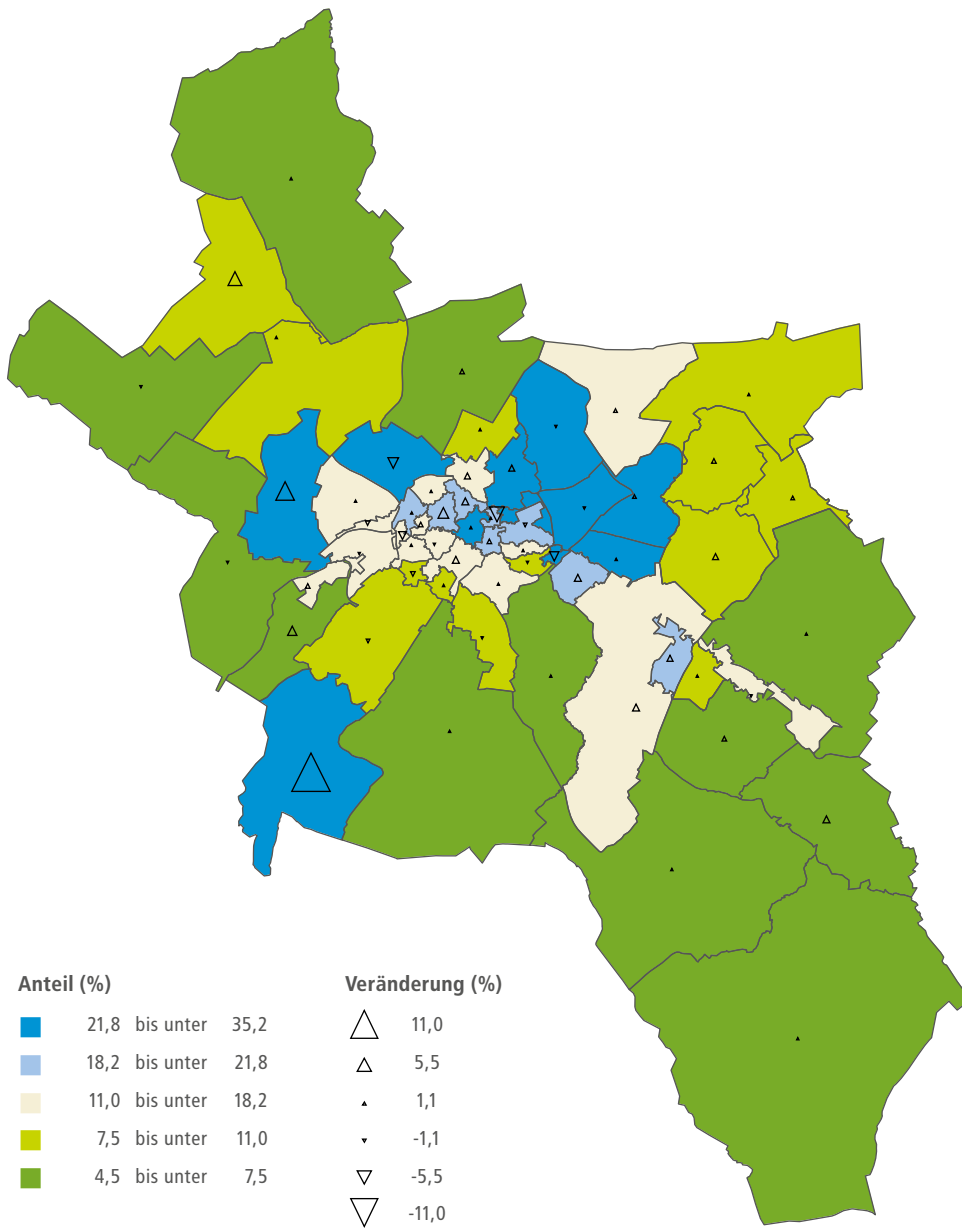 Anteil (%)
21,8 bis unter 35,2
18,2 bis unter 21,8
11,0 bis unter 18,2
7,5 bis unter 11,0
4,5 bis unter 7,5
Veränderung (%)
11,0
5,5
1,1
-1,1
-5,5
-11,0